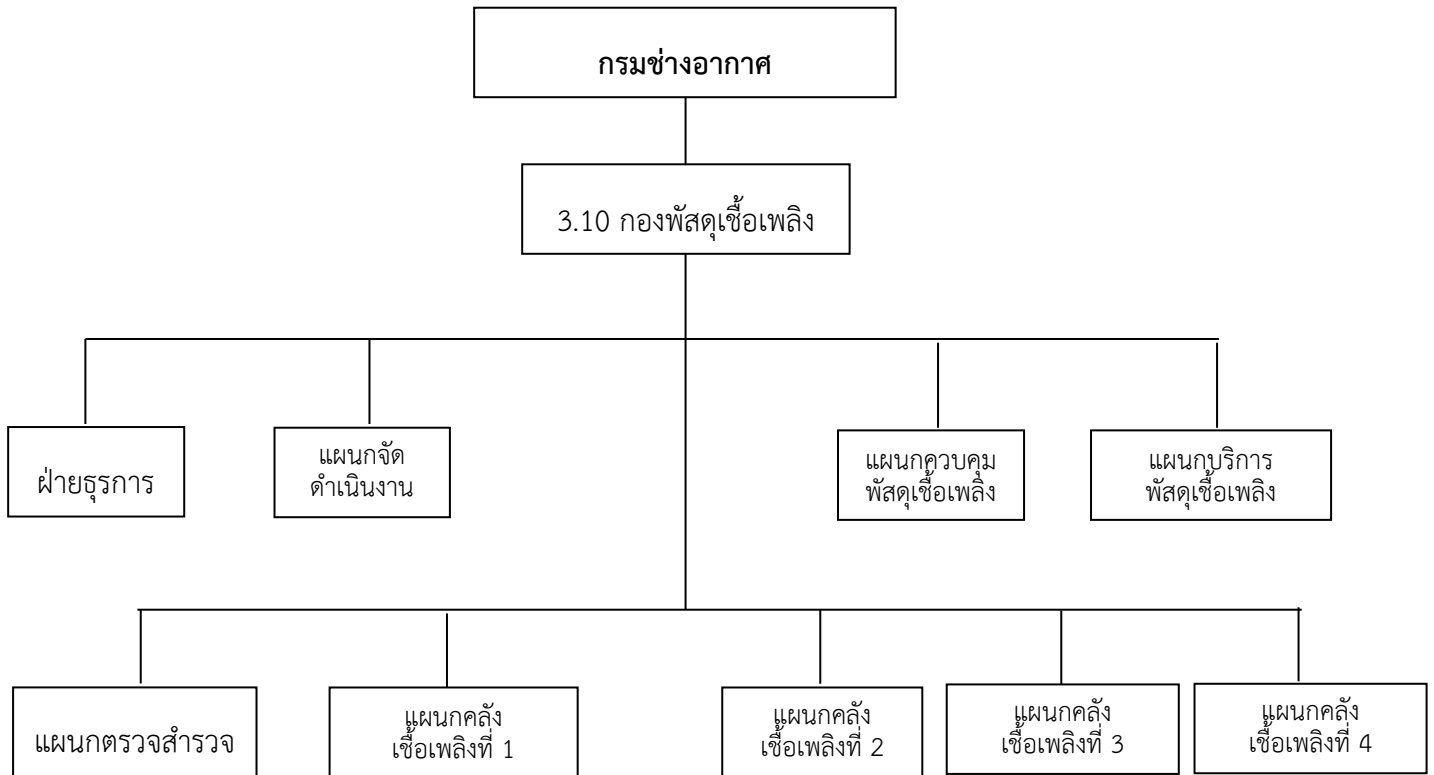 กรมช่างอากาศ
3.10 กองพัสดุเชื้อเพลิง
ฝ่ายธุรการ
แผนกจัด
ดำเนินงาน
แผนกควบคุม
พัสดุเชื้อเพลิง
แผนกบริการ
พัสดุเชื้อเพลิง
แผนกตรวจสำรวจ
แผนกคลัง
เชื้อเพลิงที่ 1
แผนกคลัง
เชื้อเพลิงที่ 2
แผนกคลัง
เชื้อเพลิงที่ 3
แผนกคลัง
เชื้อเพลิงที่ 4